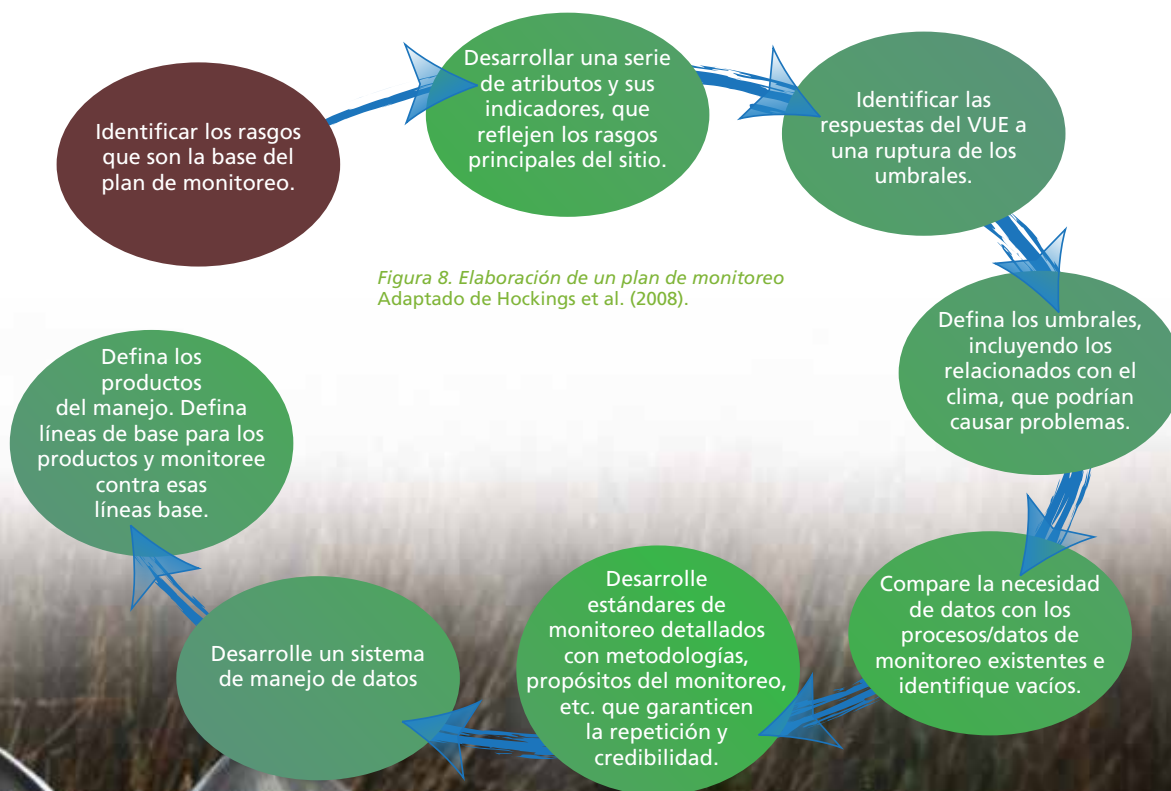 Identificar los rasgos
que son la base del
plan de monitoreo.
Desarrollar una serie
de atributos y sus
indicadores, que
reflejen los rasgos
principales del sitio.
Identificar las
respuestas del VUE a
una ruptura de los
umbrales.
Defina los umbrales,
incluyendo los
relacionados con el
clima, que podrían
causar problemas.
Compare la necesidad
de datos con los
procesos/datos de
monitoreo existentes e
identifique vacíos.
Desarrolle
estándares de
monitoreo detallados
con metodologías,
propósitos del monitoreo,
etc. que garanticen
la repetición y
credibilidad.
Desarrolle un sistema
de manejo de datos
Defina los
productos
del manejo. Defina
líneas de base para los
productos y monitoree
contra esas
líneas base.
Figura 8. Elaboración de un plan de monitoreo
Adaptado de Hockings et al. (2008).